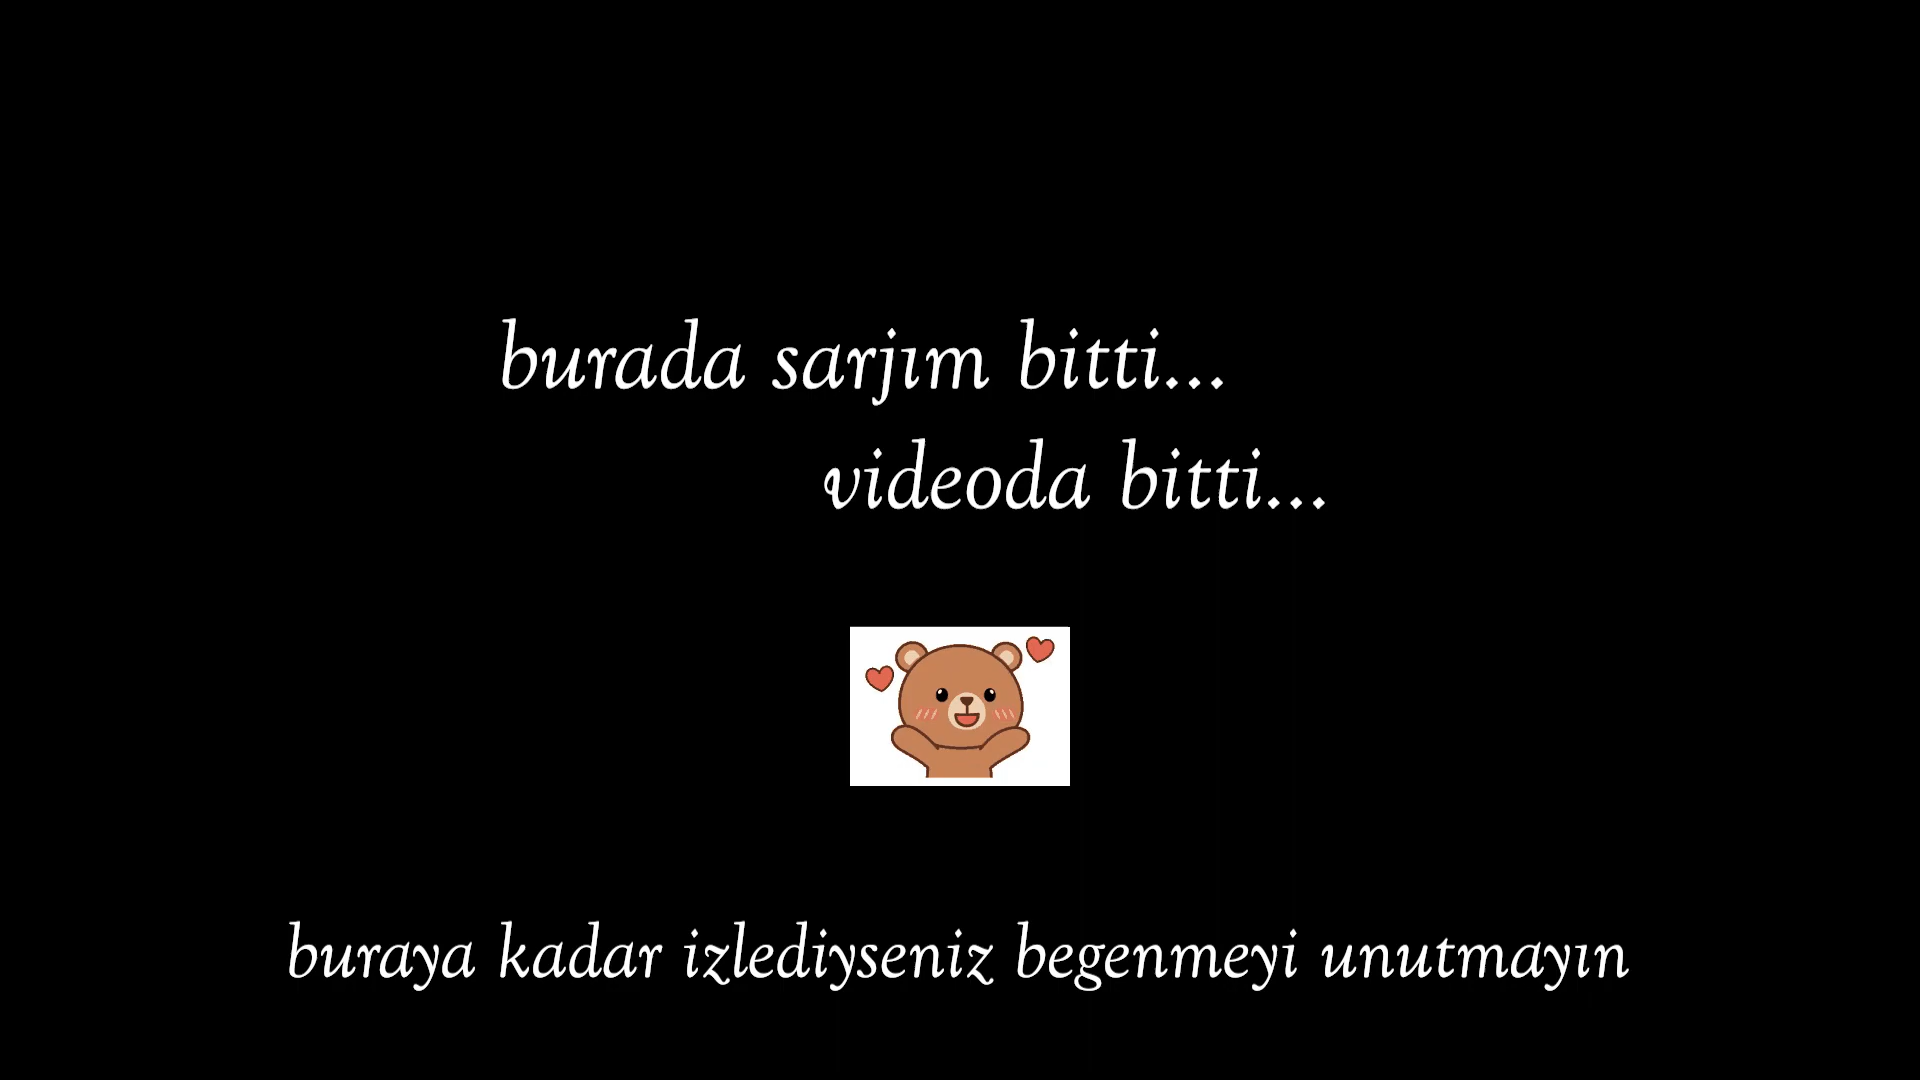 burada sarjım bitti...
videoda bitti...
buraya kadar izlediyseniz begenmeyi unutmayın